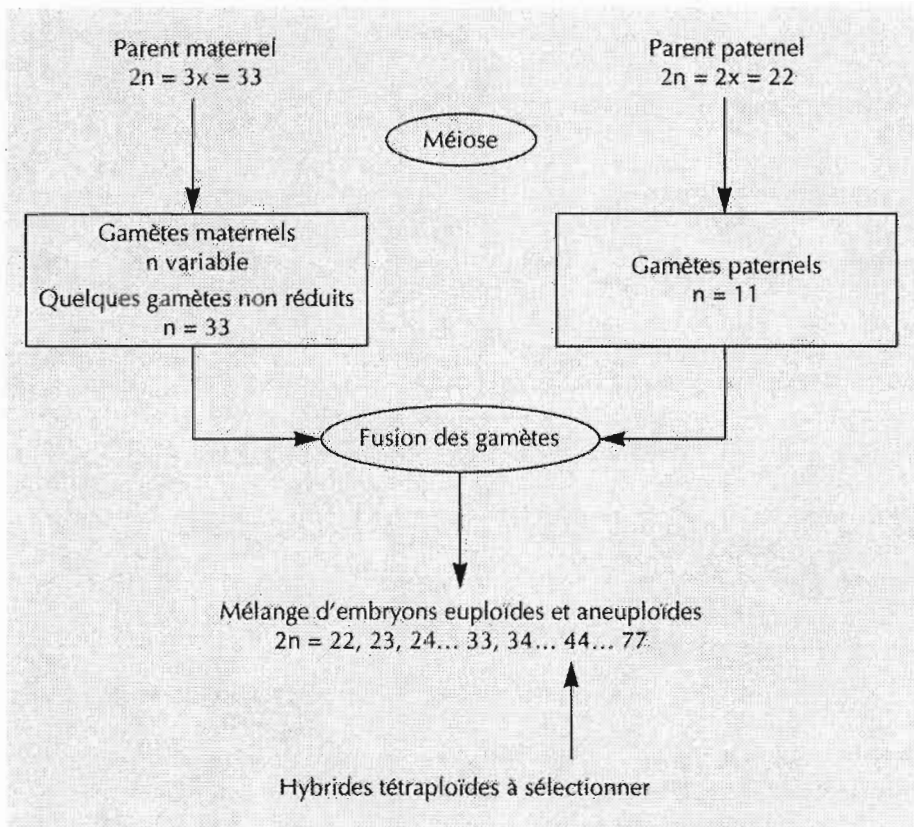 Parent maternel
2n = 3x = 33
Parent paternel
2n = 2x = 22
Méiose
Gamètes maternels
n variable
Quelques gamètes non réduits
n = 33
Gamètes paternels
n = 11
Fusion des gamètes
Mélange d'embryons euploïdes et aneuploïdes
2n = 22, 23, 24... 33, 34... 44... 77
Hybrides tétraploïdes à sélectionner